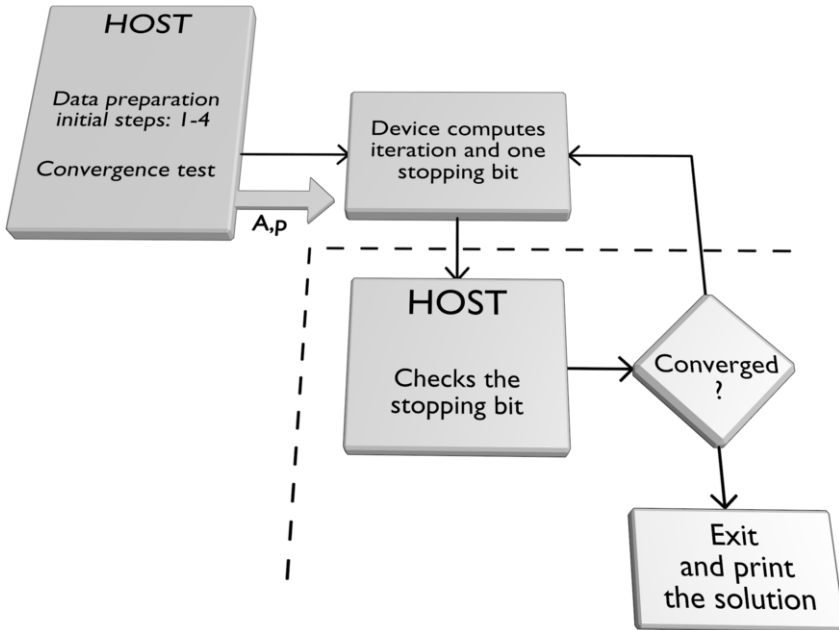 HOST
Data preparation
initial steps: 1-4
Convergence test
A,p
Device computes
iteration and one
stopping bit
HOST
Checks the
stopping bit
Converged
?
Exit
and print
the solution